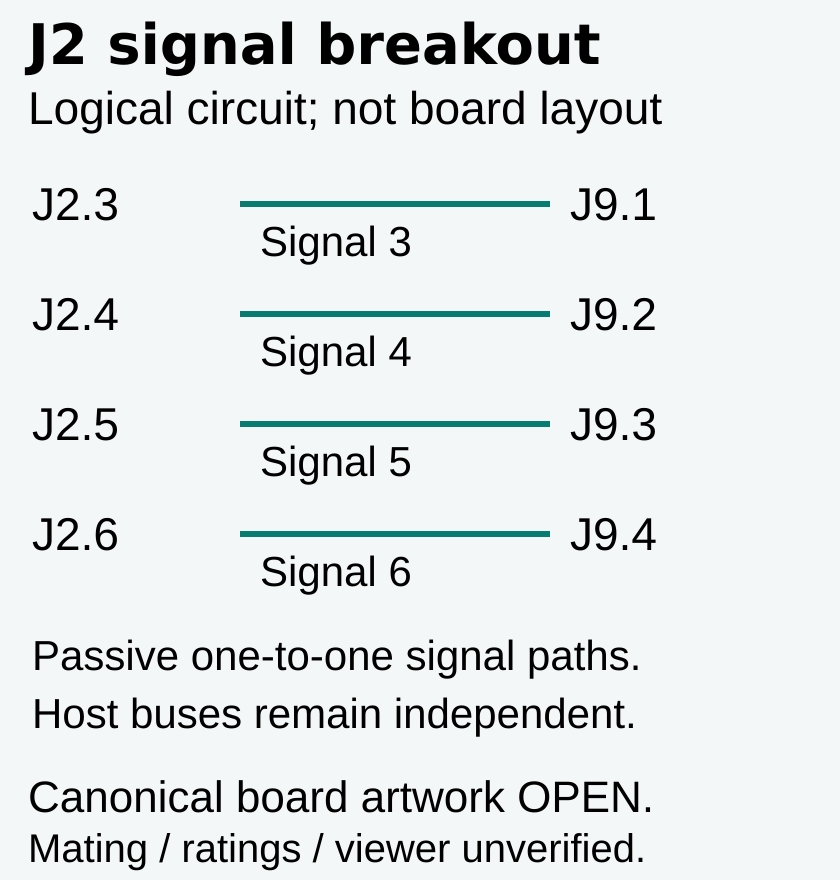 J2 signal breakout
Logical circuit; not board layout
J2.3 J9.1
Signal 3
J2.4 J9.2
Signal 4
J2.5 J9.3
Signal 5
J2.6 J9.4
Signal 6
Passive one-to-one signal paths.
Host buses remain independent.
Canonical board artwork OPEN.
Mating / ratings / viewer unverified.